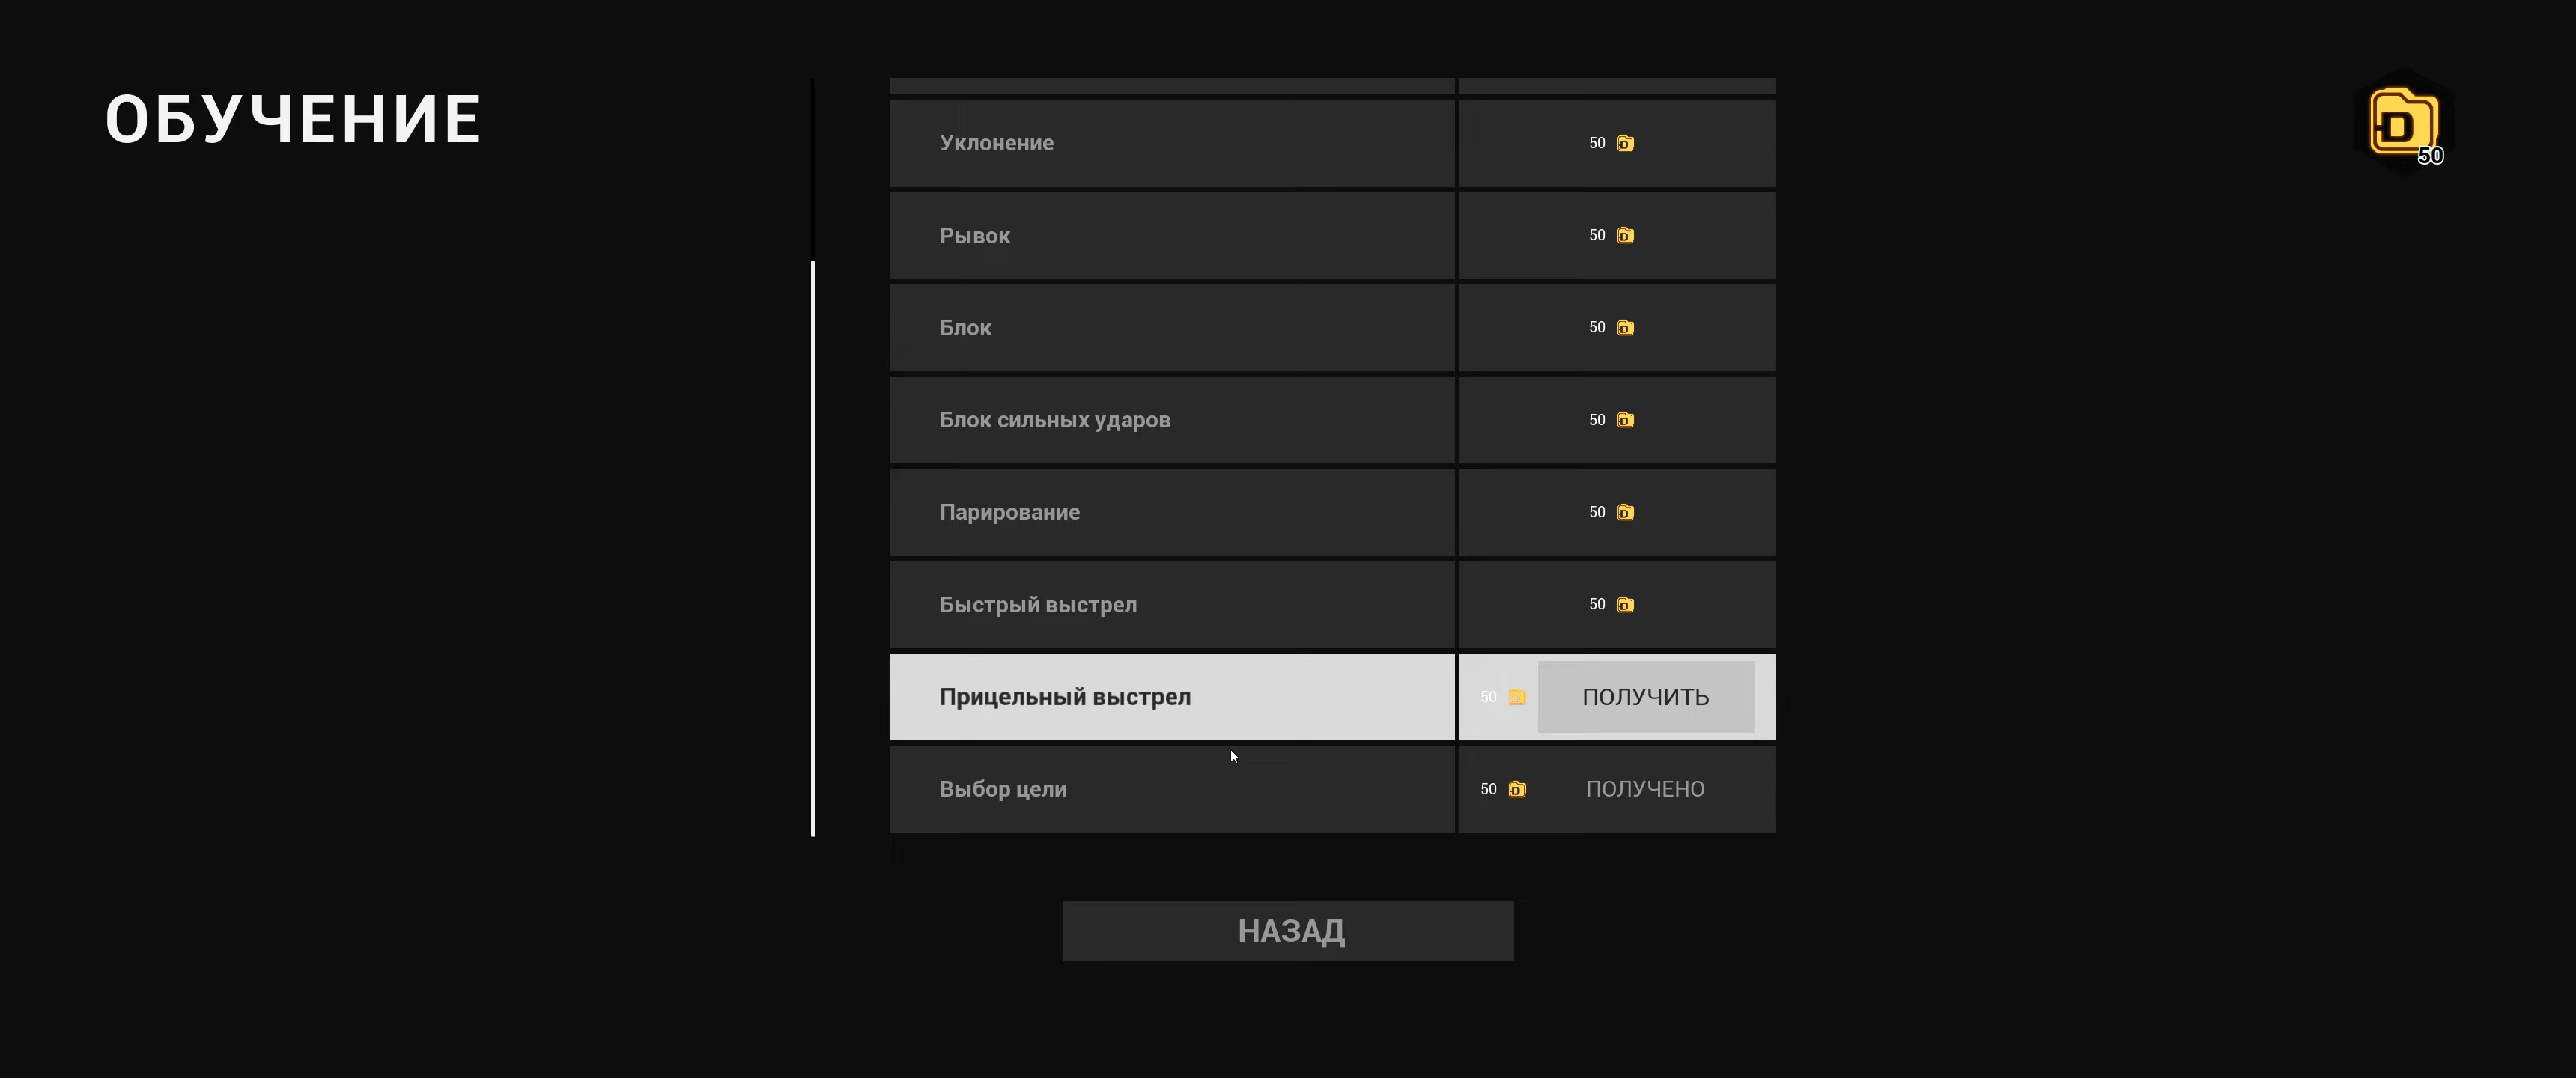 ОБУЧЕНИЕ
50
Уклонение 50
Рывок 50
Блок 50
Блок сильных ударов 50
Парирование 50
Быстрый выстрел 50
Прицельный выстрел 50 ПОЛУЧИТЬ
Выбор цели 50 ПОЛУЧЕНО
НАЗАД